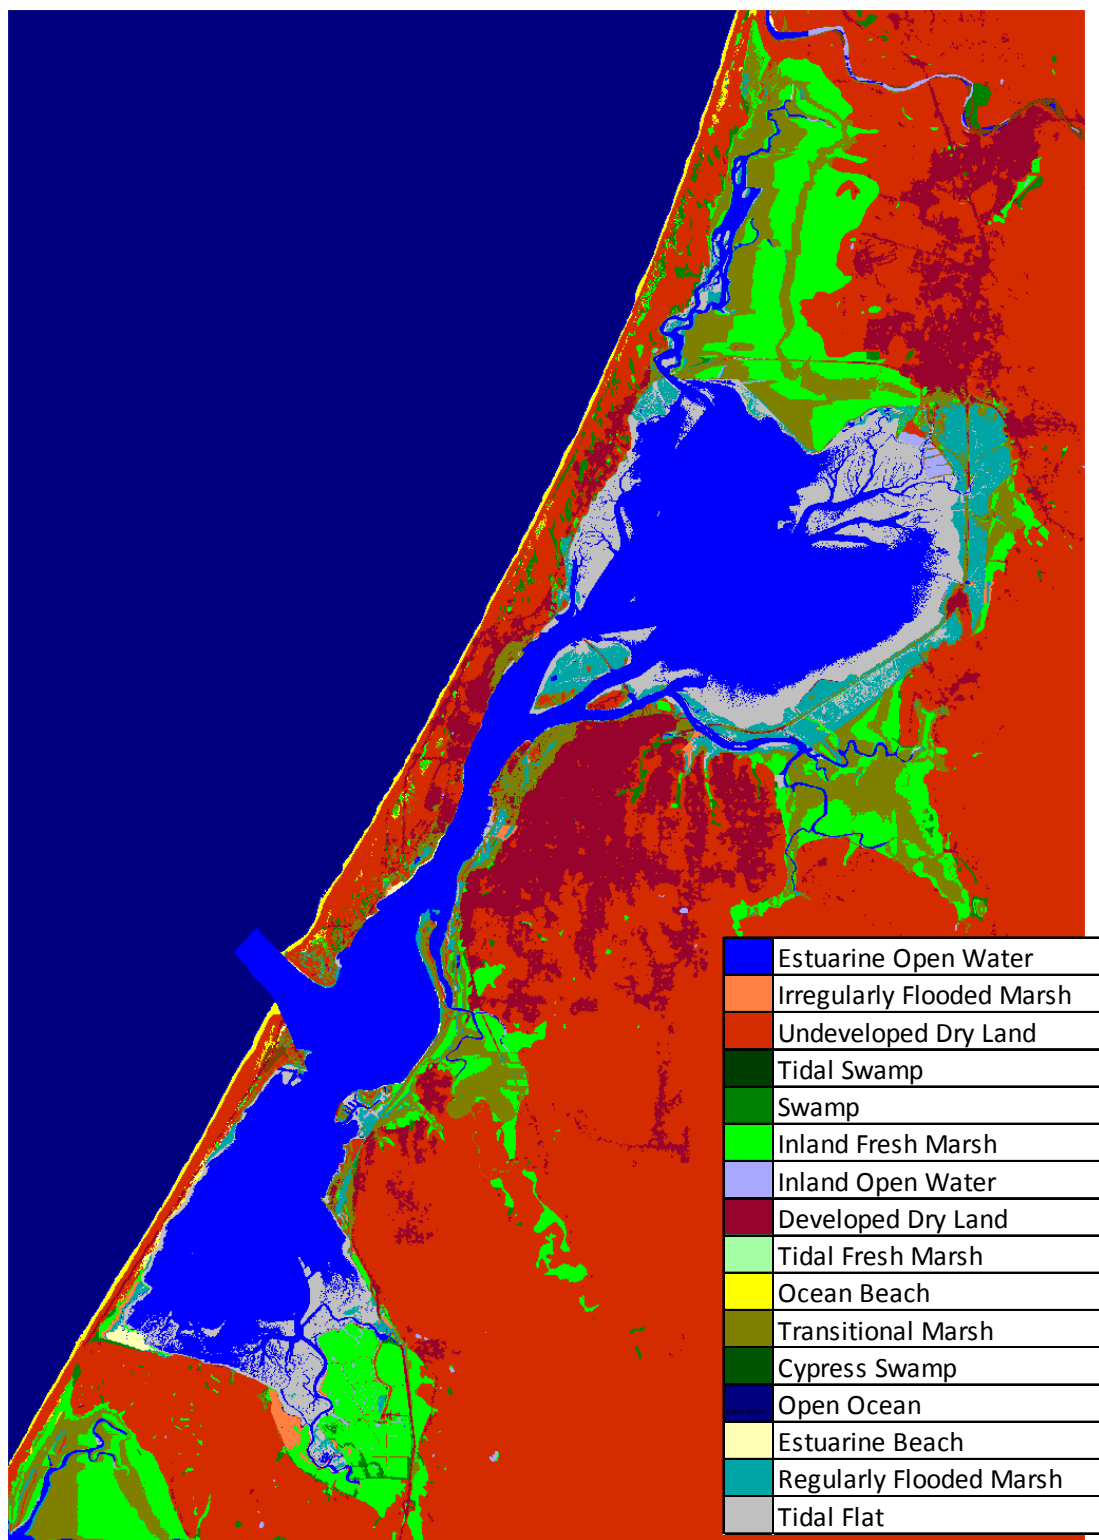 Estuarine Open Water
Irregularly Flooded Marsh
Undeveloped Dry Land
Tidal Swamp
Swamp
Inland Fresh Marsh
Inland Open Water
Developed Dry Land
Tidal Fresh Marsh
Ocean Beach
Transitional Marsh
Cypress Swamp
Open Ocean
Estuarine Beach
Regularly Flooded Marsh
Tidal Flat